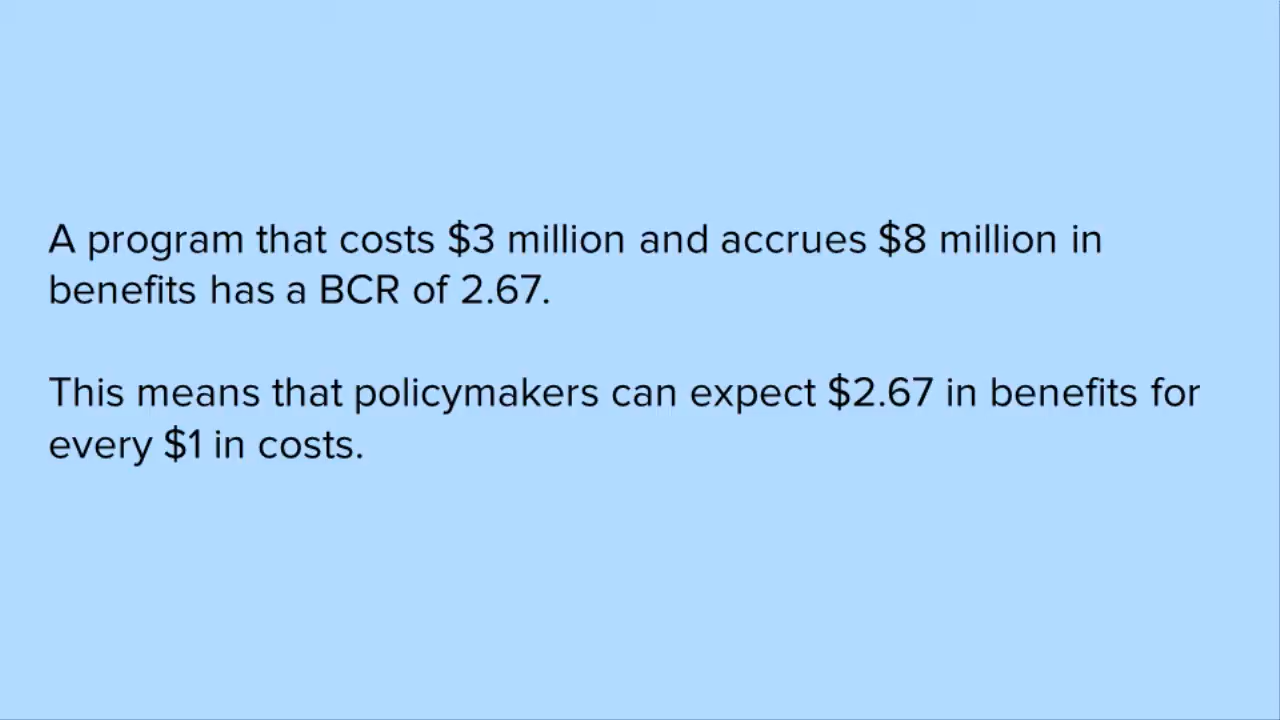 A program that costs $3 million and accrues $8 million in
benefits has a BCR of 2.67.
This means that policymakers can expect $2.67 in benefits for
every $1 in costs.